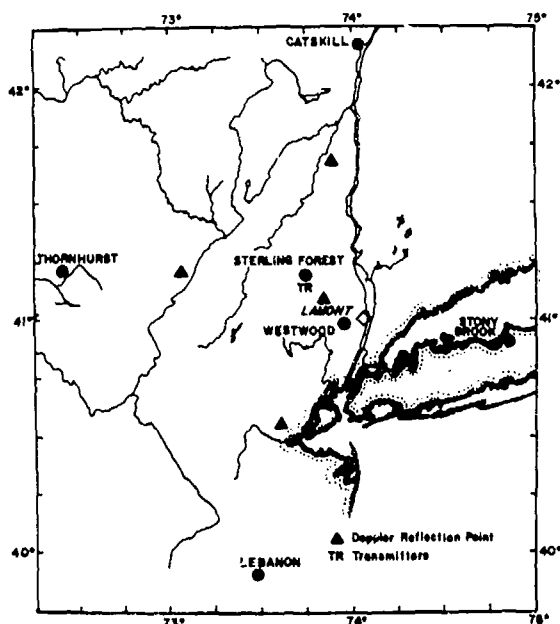 73° 74° 75°
CATSKILL
42° 42°
THORNHURST
STERLING FOREST
TR
LAMONT
41° 41°
WESTWOOD
STONY
BROOK
▲ Doppler Reflection Point
TR Transmitters
40° 40°
LEBANON
73° 74° 76°